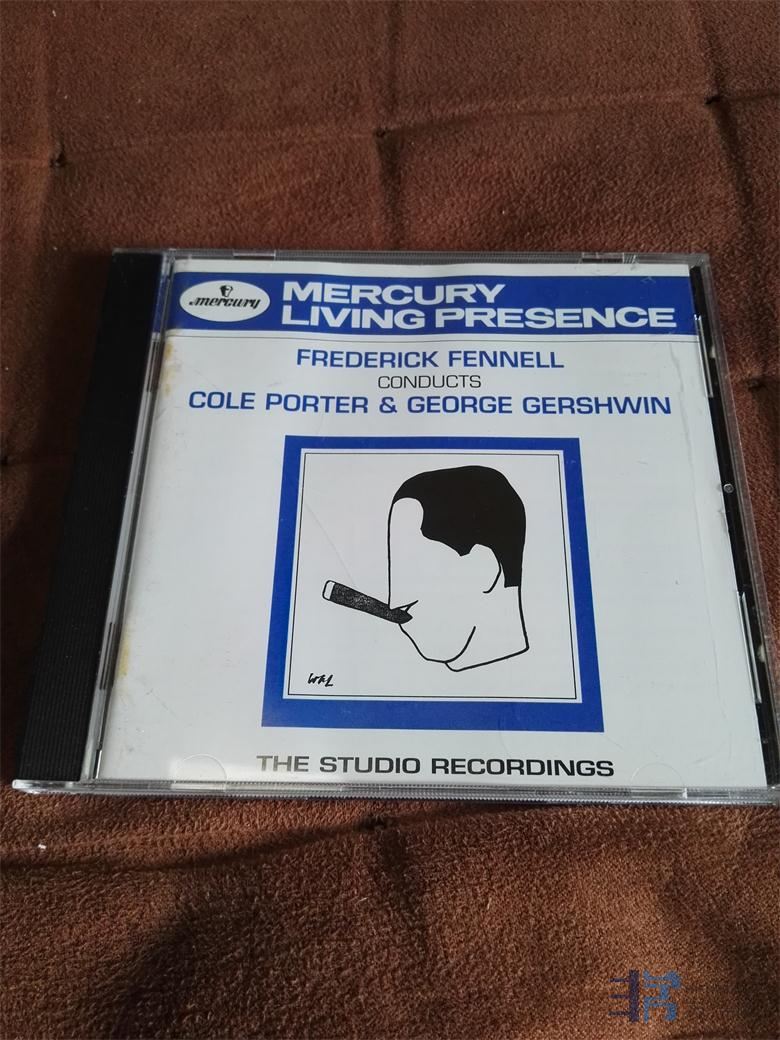 mercury
MERCURY
LIVING PRESENCE
FREDERICK FENNELL
CONDUCTS
COLE PORTER & GEORGE GERSHWIN
THE STUDIO RECORDINGS